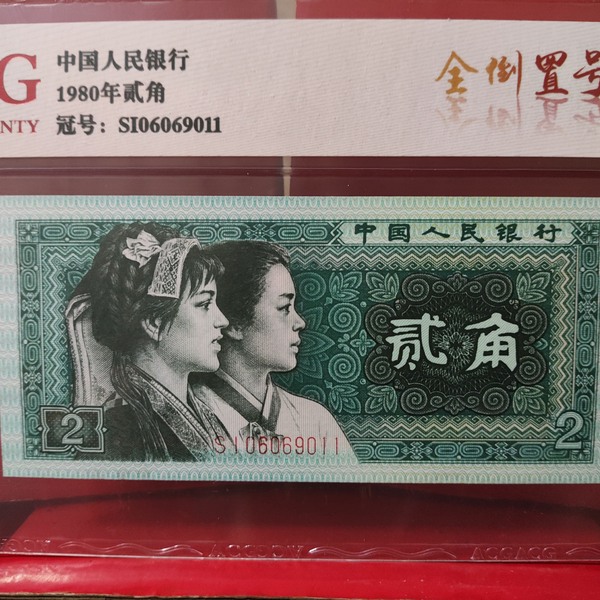 G
NTY
中国人民银行
1980年贰角
冠号：SI06069011
全倒置号
中国人民银行
贰角
2
SI06069011
2
ACGACG